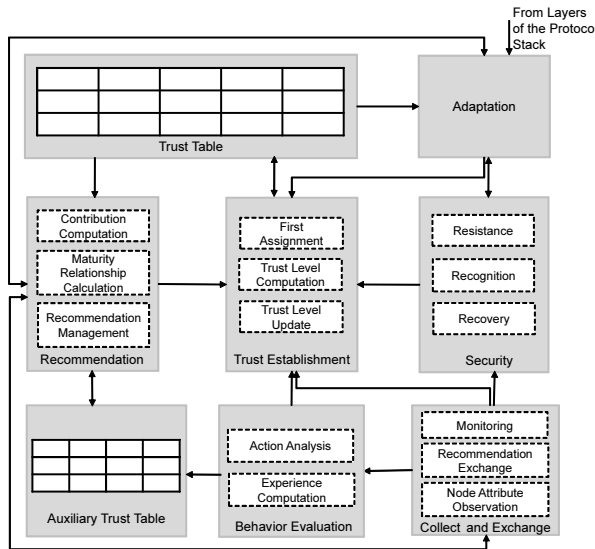 From Layers
of the Protoco
Stack
Adaptation
Trust Table
Contribution
Computation
Maturity
Relationship
Calculation
Recommendation
Management
Recommendation
First
Assignment
Trust Level
Computation
Trust Level
Update
Trust Establishment
Resistance
Recognition
Recovery
Security
Auxiliary Trust Table
Action Analysis
Experience
Computation
Behavior Evaluation
Monitoring
Recommendation
Exchange
Node Attribute
Observation
Collect and Exchange